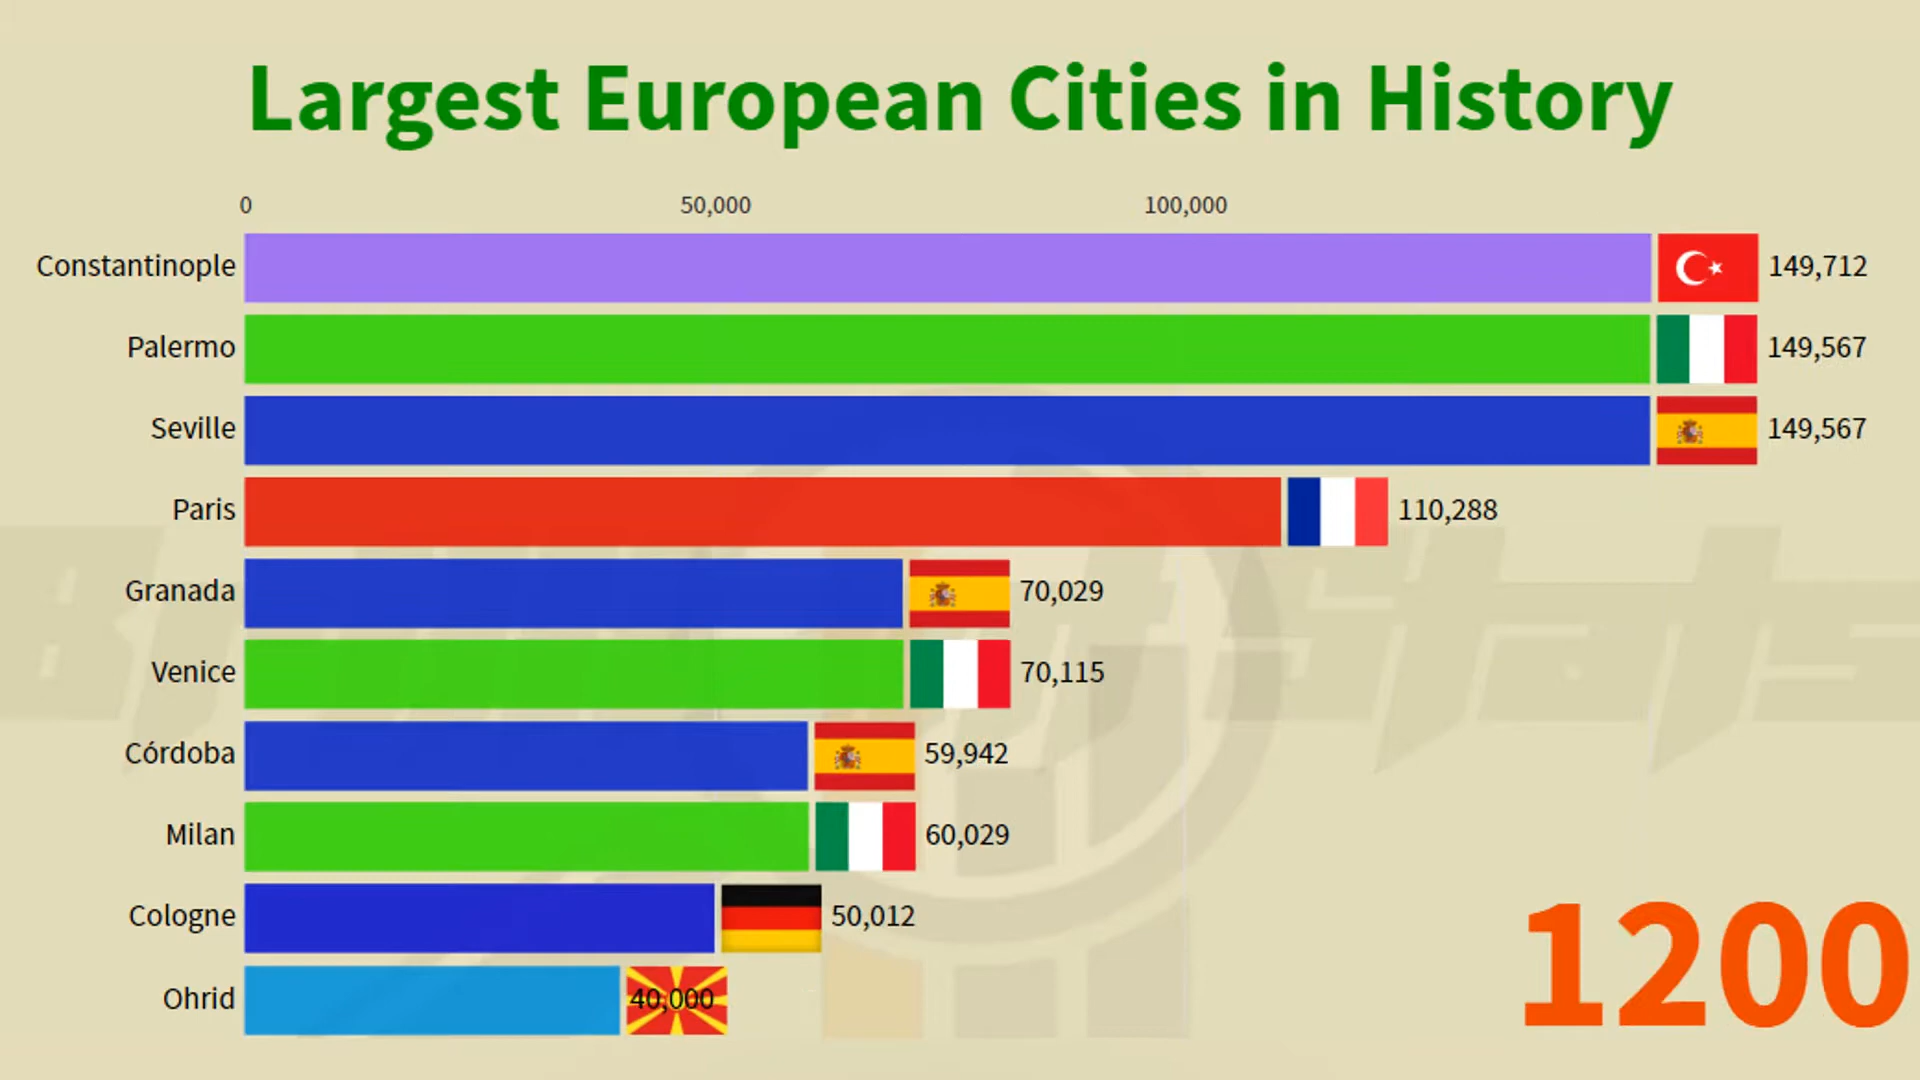 Largest European Cities in History
0 50,000 100,000
Constantinople 149,712
Palermo 149,567
Seville 149,567
Paris 110,288
Granada 70,029
Venice 70,115
Córdoba 59,942
Milan 60,029
Cologne 50,012
Ohrid 40,000
1200